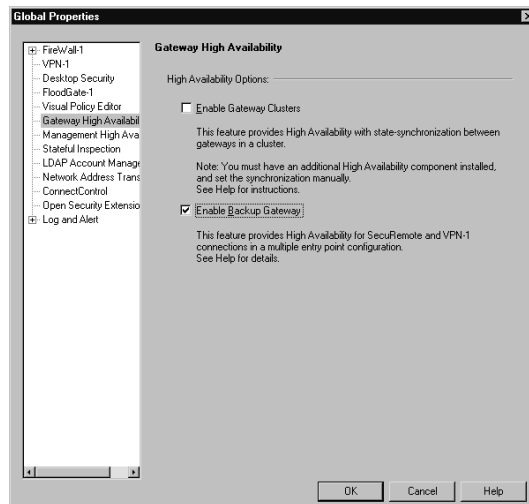 Global Properties
FireWall-1
VPN-1
Desktop Security
FloodGate-1
Visual Policy Editor
Gateway High Availabil
Management High Ava
Stateful Inspection
LDAP Account Manage
Network Address Trans
ConnectControl
Open Security Extensio
Log and Alert
Gateway High Availability
High Availability Options:
Enable Gateway Clusters
This feature provides High Availability with state-synchronization between
gateways in a cluster.
Note: You must have an additional High Availability component installed,
and set the synchronization manually.
See Help for instructions.
Enable Backup Gateway
This feature provides High Availability for SecuRemote and VPN-1
connections in a multiple entry point configuration.
See Help for details.
OK
Cancel
Help